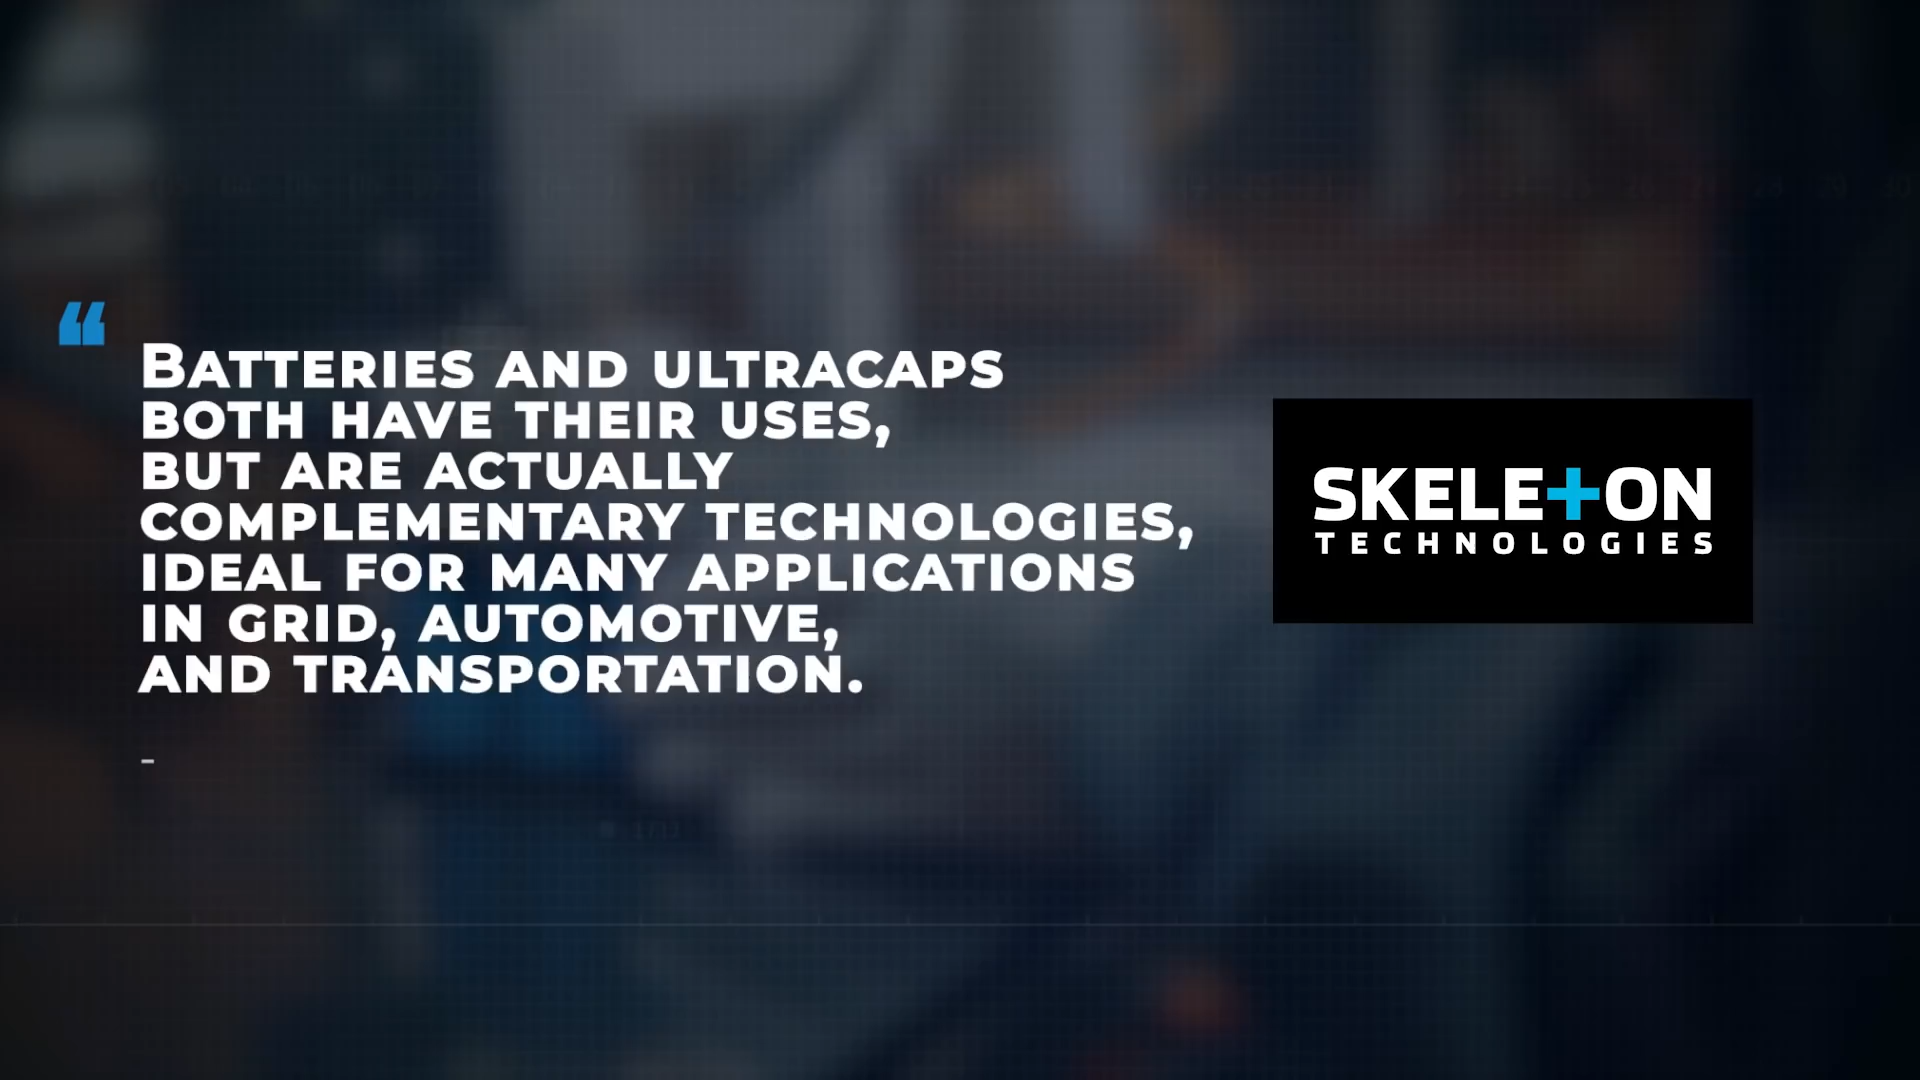 “
BATTERIES AND ULTRACAPS
BOTH HAVE THEIR USES,
BUT ARE ACTUALLY
COMPLEMENTARY TECHNOLOGIES,
IDEAL FOR MANY APPLICATIONS
IN GRID, AUTOMOTIVE,
AND TRANSPORTATION.
-
SKELETON
TECHNOLOGIES